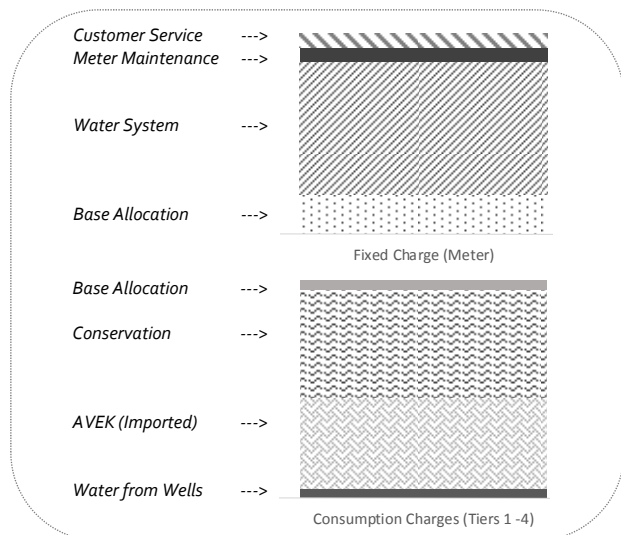 Customer Service --->
Meter Maintenance --->
Water System --->
Base Allocation --->
Fixed Charge (Meter)
Base Allocation --->
Conservation --->
AVEK (Imported) --->
Water from Wells --->
Consumption Charges (Tiers 1 -4)